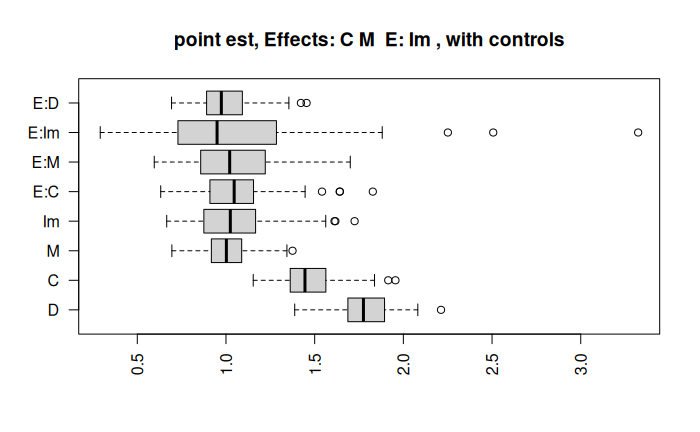 point est, Effects: C M  E: Im , with controls
E:D
E:Im
E:M
E:C
Im
M
C
D
0.5
1.0
1.5
2.0
2.5
3.0